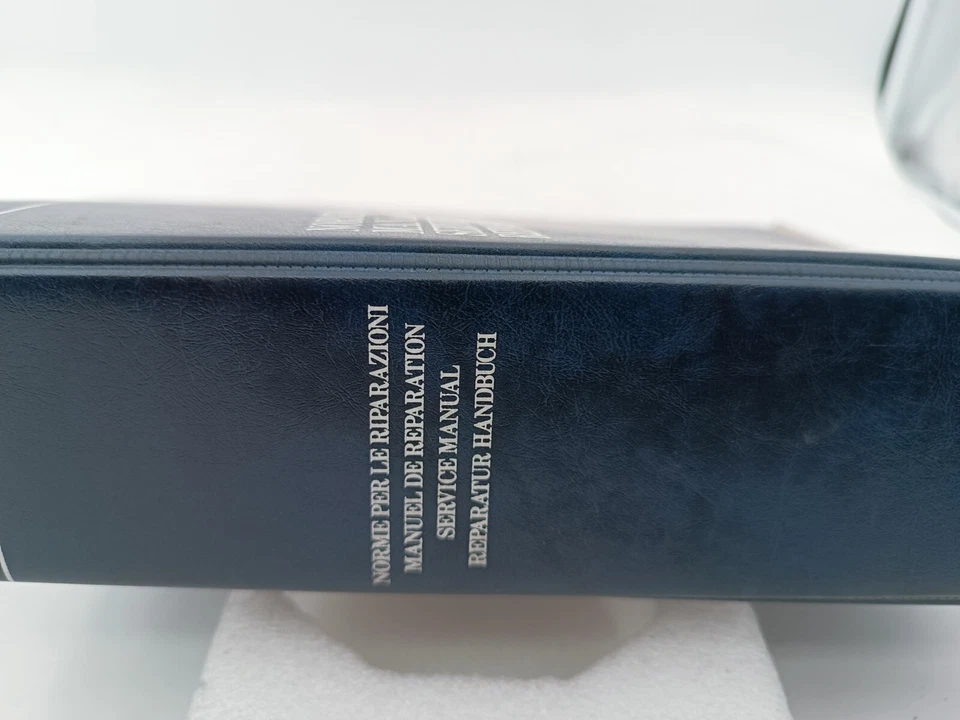 NORME PER LE RIPARAZIONI
MANUEL DE REPARATION
SERVICE MANUAL
REPARATUR HANDBUCH